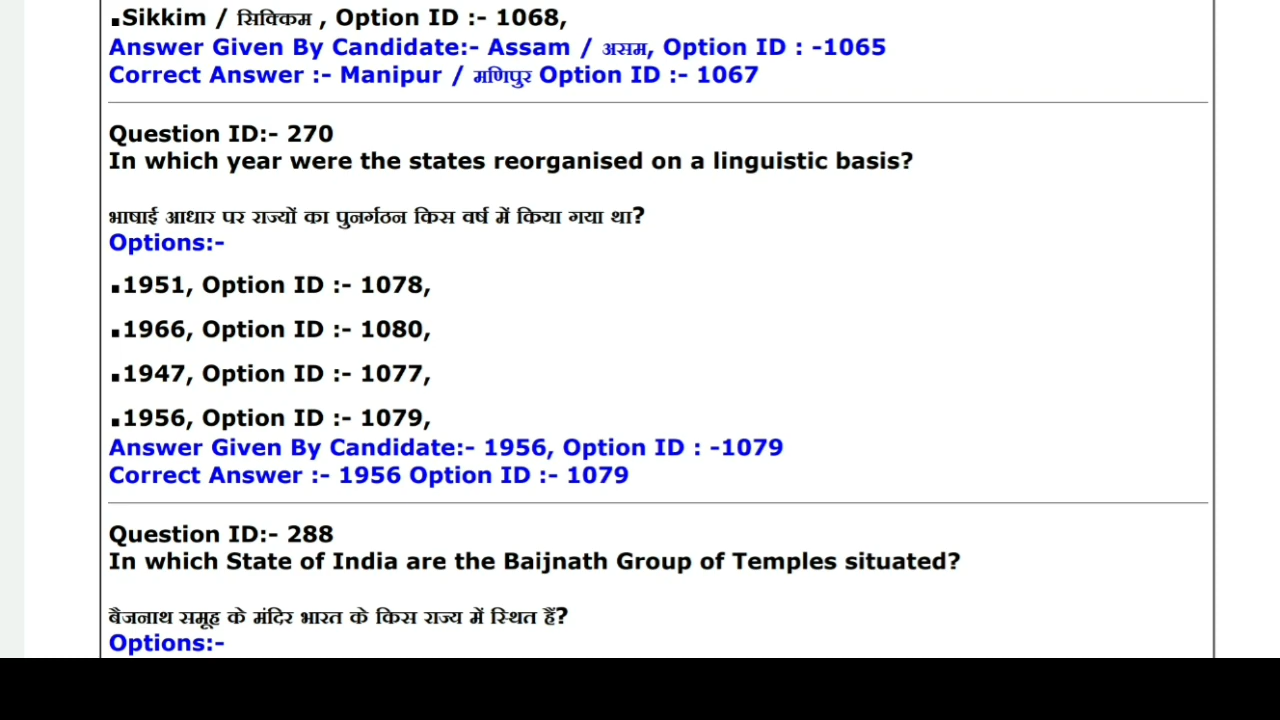 ▪Sikkim / सिक्किम , Option ID :- 1068,
Answer Given By Candidate:- Assam / असम, Option ID : -1065
Correct Answer :- Manipur / मणिपुर Option ID :- 1067
Question ID:- 270
In which year were the states reorganised on a linguistic basis?
भाषाई आधार पर राज्यों का पुनर्गठन किस वर्ष में किया गया था?
Options:-
▪1951, Option ID :- 1078,
▪1966, Option ID :- 1080,
▪1947, Option ID :- 1077,
▪1956, Option ID :- 1079,
Answer Given By Candidate:- 1956, Option ID : -1079
Correct Answer :- 1956 Option ID :- 1079
Question ID:- 288
In which State of India are the Baijnath Group of Temples situated?
बैजनाथ समूह के मंदिर भारत के किस राज्य में स्थित हैं?
Options:-